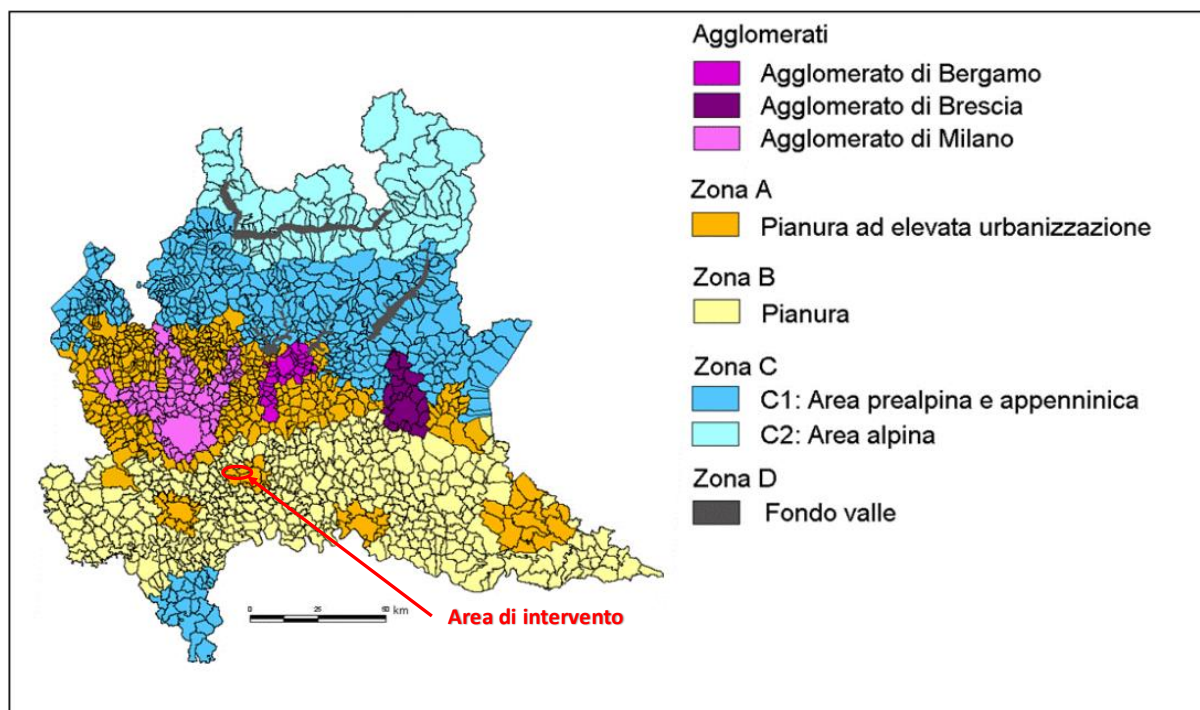 Agglomerati
Agglomerato di Bergamo
Agglomerato di Brescia
Agglomerato di Milano
Zona A
Pianura ad elevata urbanizzazione
Zona B
Pianura
Zona C
C1: Area prealpina e appenninica
C2: Area alpina
Zona D
Fondo valle
0 25 50 km
Area di intervento